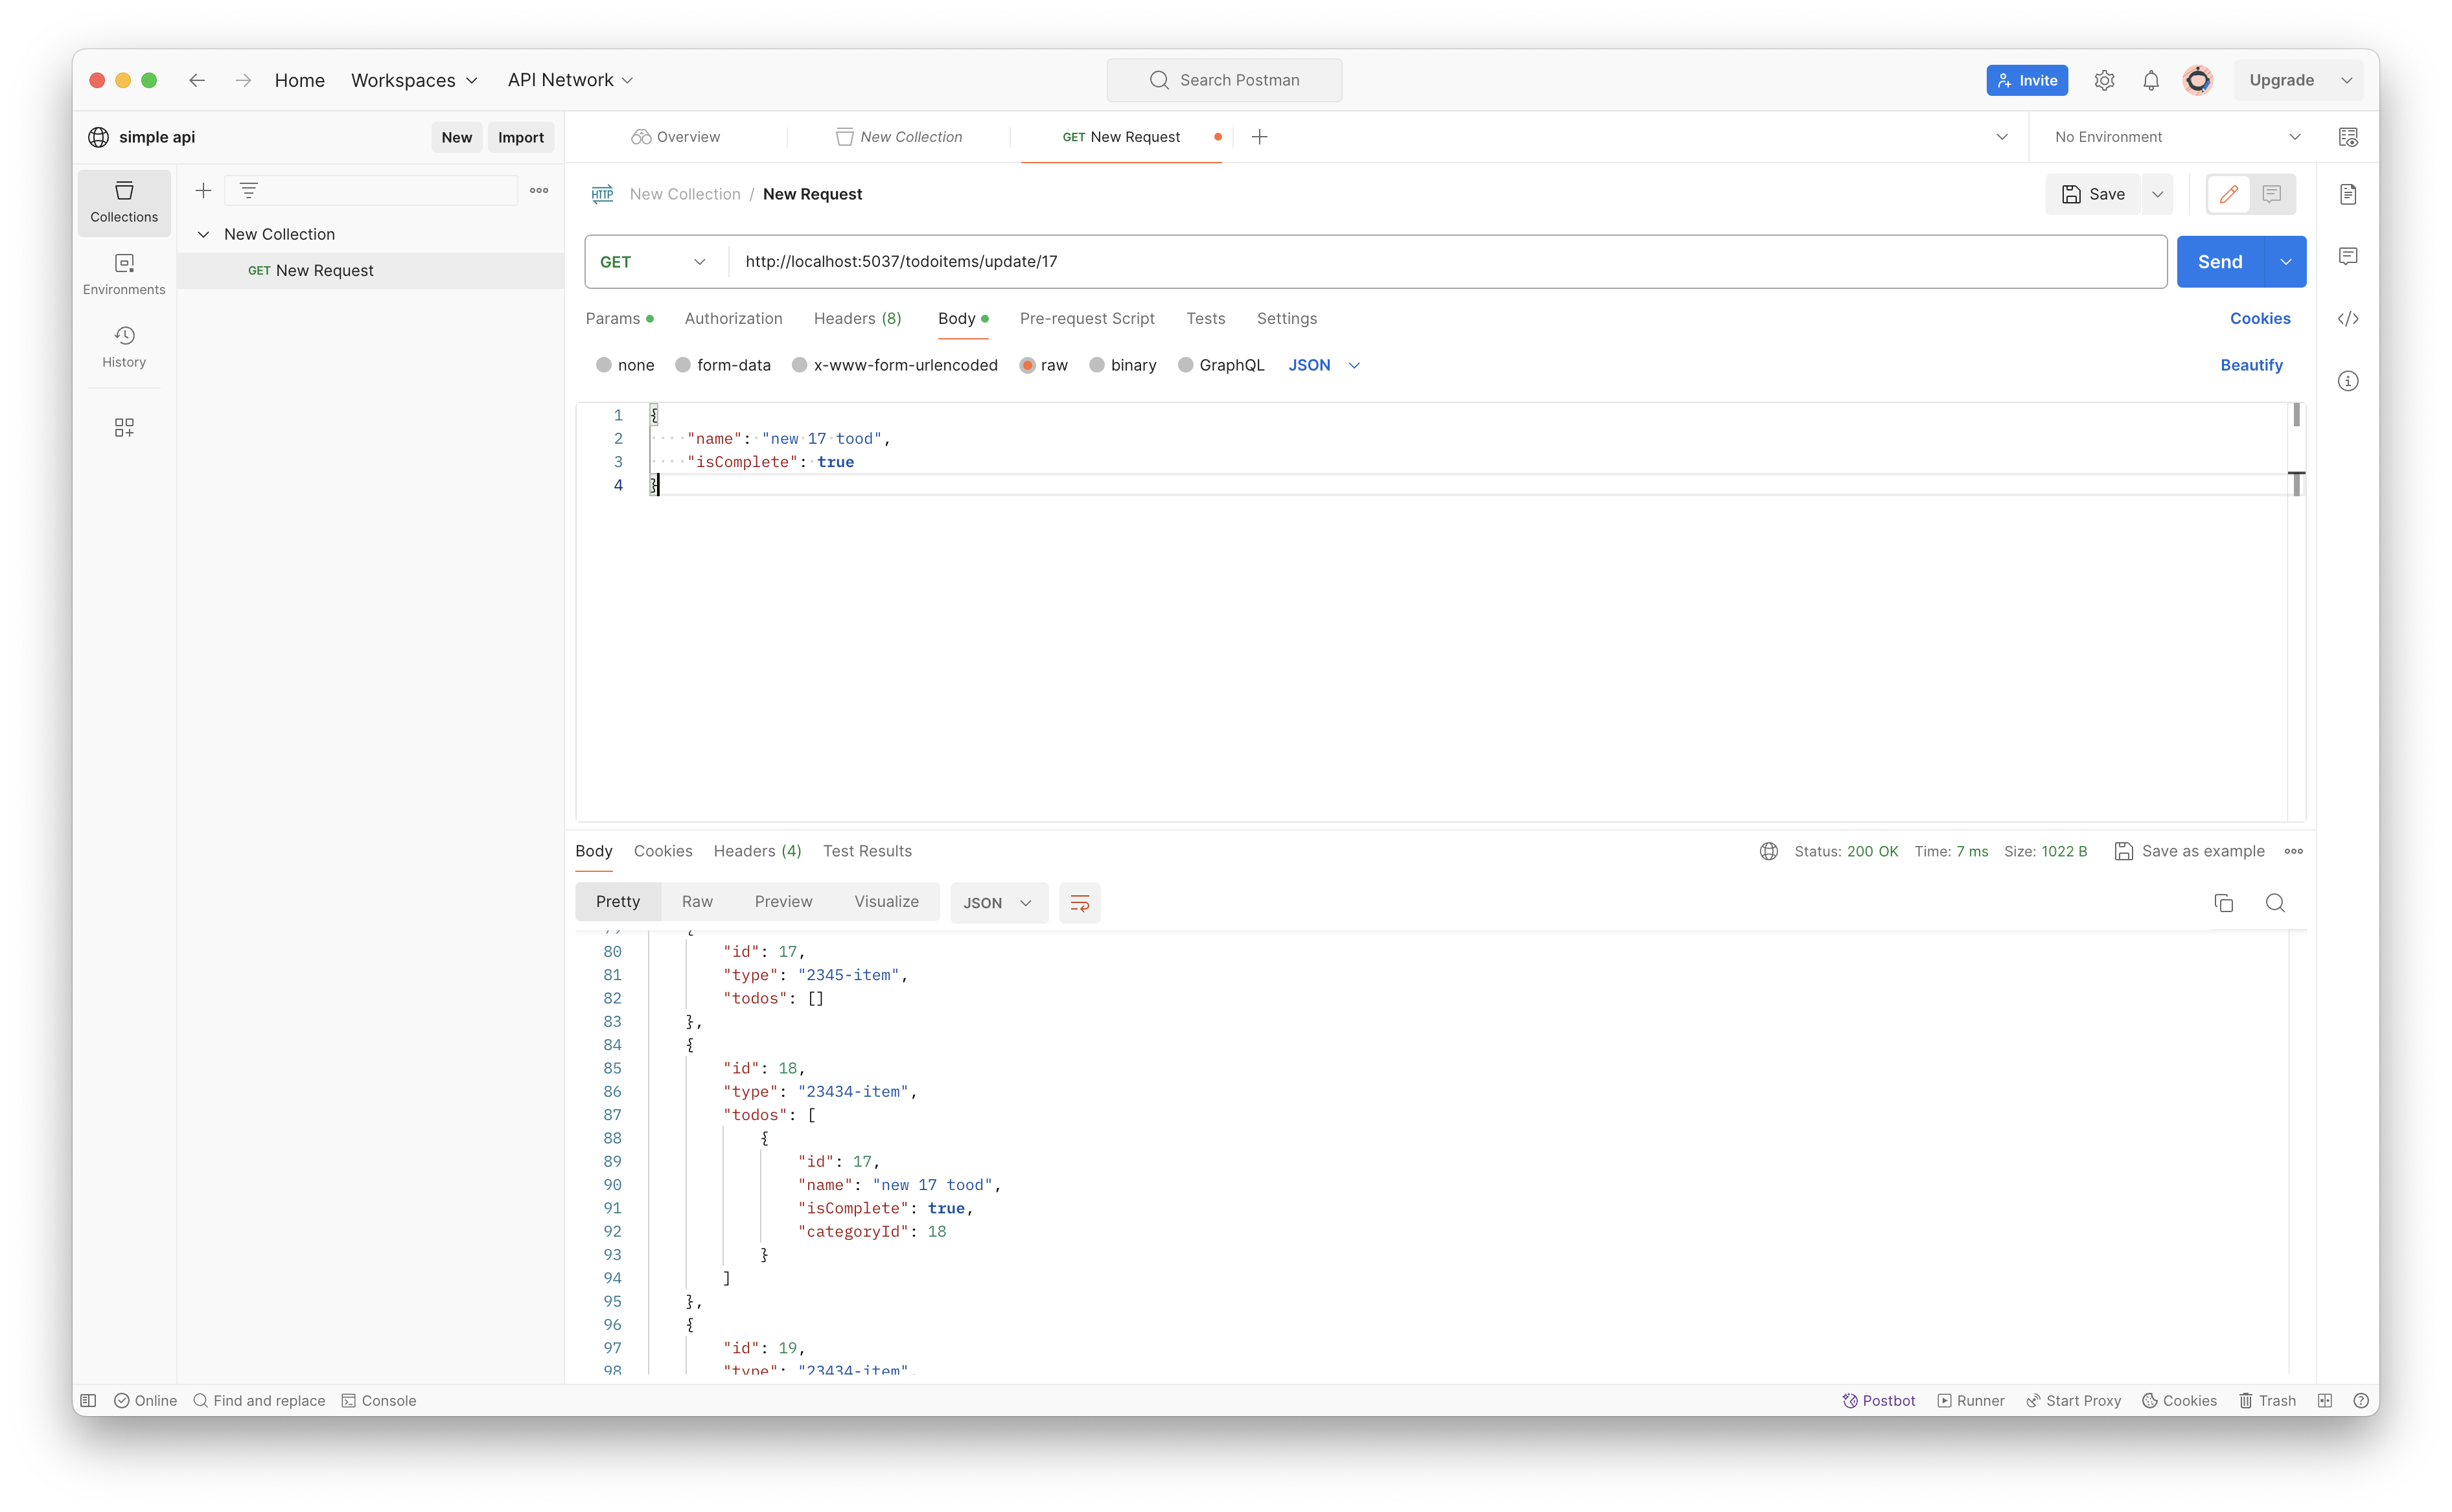 Home Workspaces API Network Search Postman Invite Upgrade
simple api New Import Overview New Collection GET New Request No Environment
Collections
Environments
History
New Collection
GET New Request
HTTP New Collection / New Request Save
GET http://localhost:5037/todoitems/update/17 Send
Params Authorization Headers (8) Body Pre-request Script Tests Settings Cookies
none form-data x-www-form-urlencoded raw binary GraphQL JSON Beautify
1 {
2 "name": "new 17 tood",
3 "isComplete": true
4 }
Body Cookies Headers (4) Test Results Status: 200 OK Time: 7 ms Size: 1022 B Save as example
Pretty Raw Preview Visualize JSON
79 {
80 "id": 17,
81 "type": "2345-item",
82 "todos": []
83 },
84 {
85 "id": 18,
86 "type": "23434-item",
87 "todos": [
88 {
89 "id": 17,
90 "name": "new 17 tood",
91 "isComplete": true,
92 "categoryId": 18
93 }
94 ]
95 },
96 {
97 "id": 19,
98 "type": "23434-item",
Online Find and replace Console Postbot Runner Start Proxy Cookies Trash